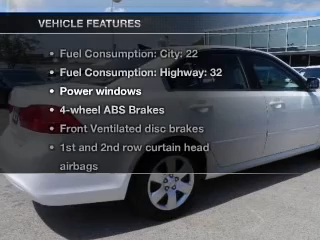 VEHICLE FEATURES
Fuel Consumption: City: 22
Fuel Consumption: Highway: 32
Power windows
4-wheel ABS Brakes
Front Ventilated disc brakes
1st and 2nd row curtain head
airbags